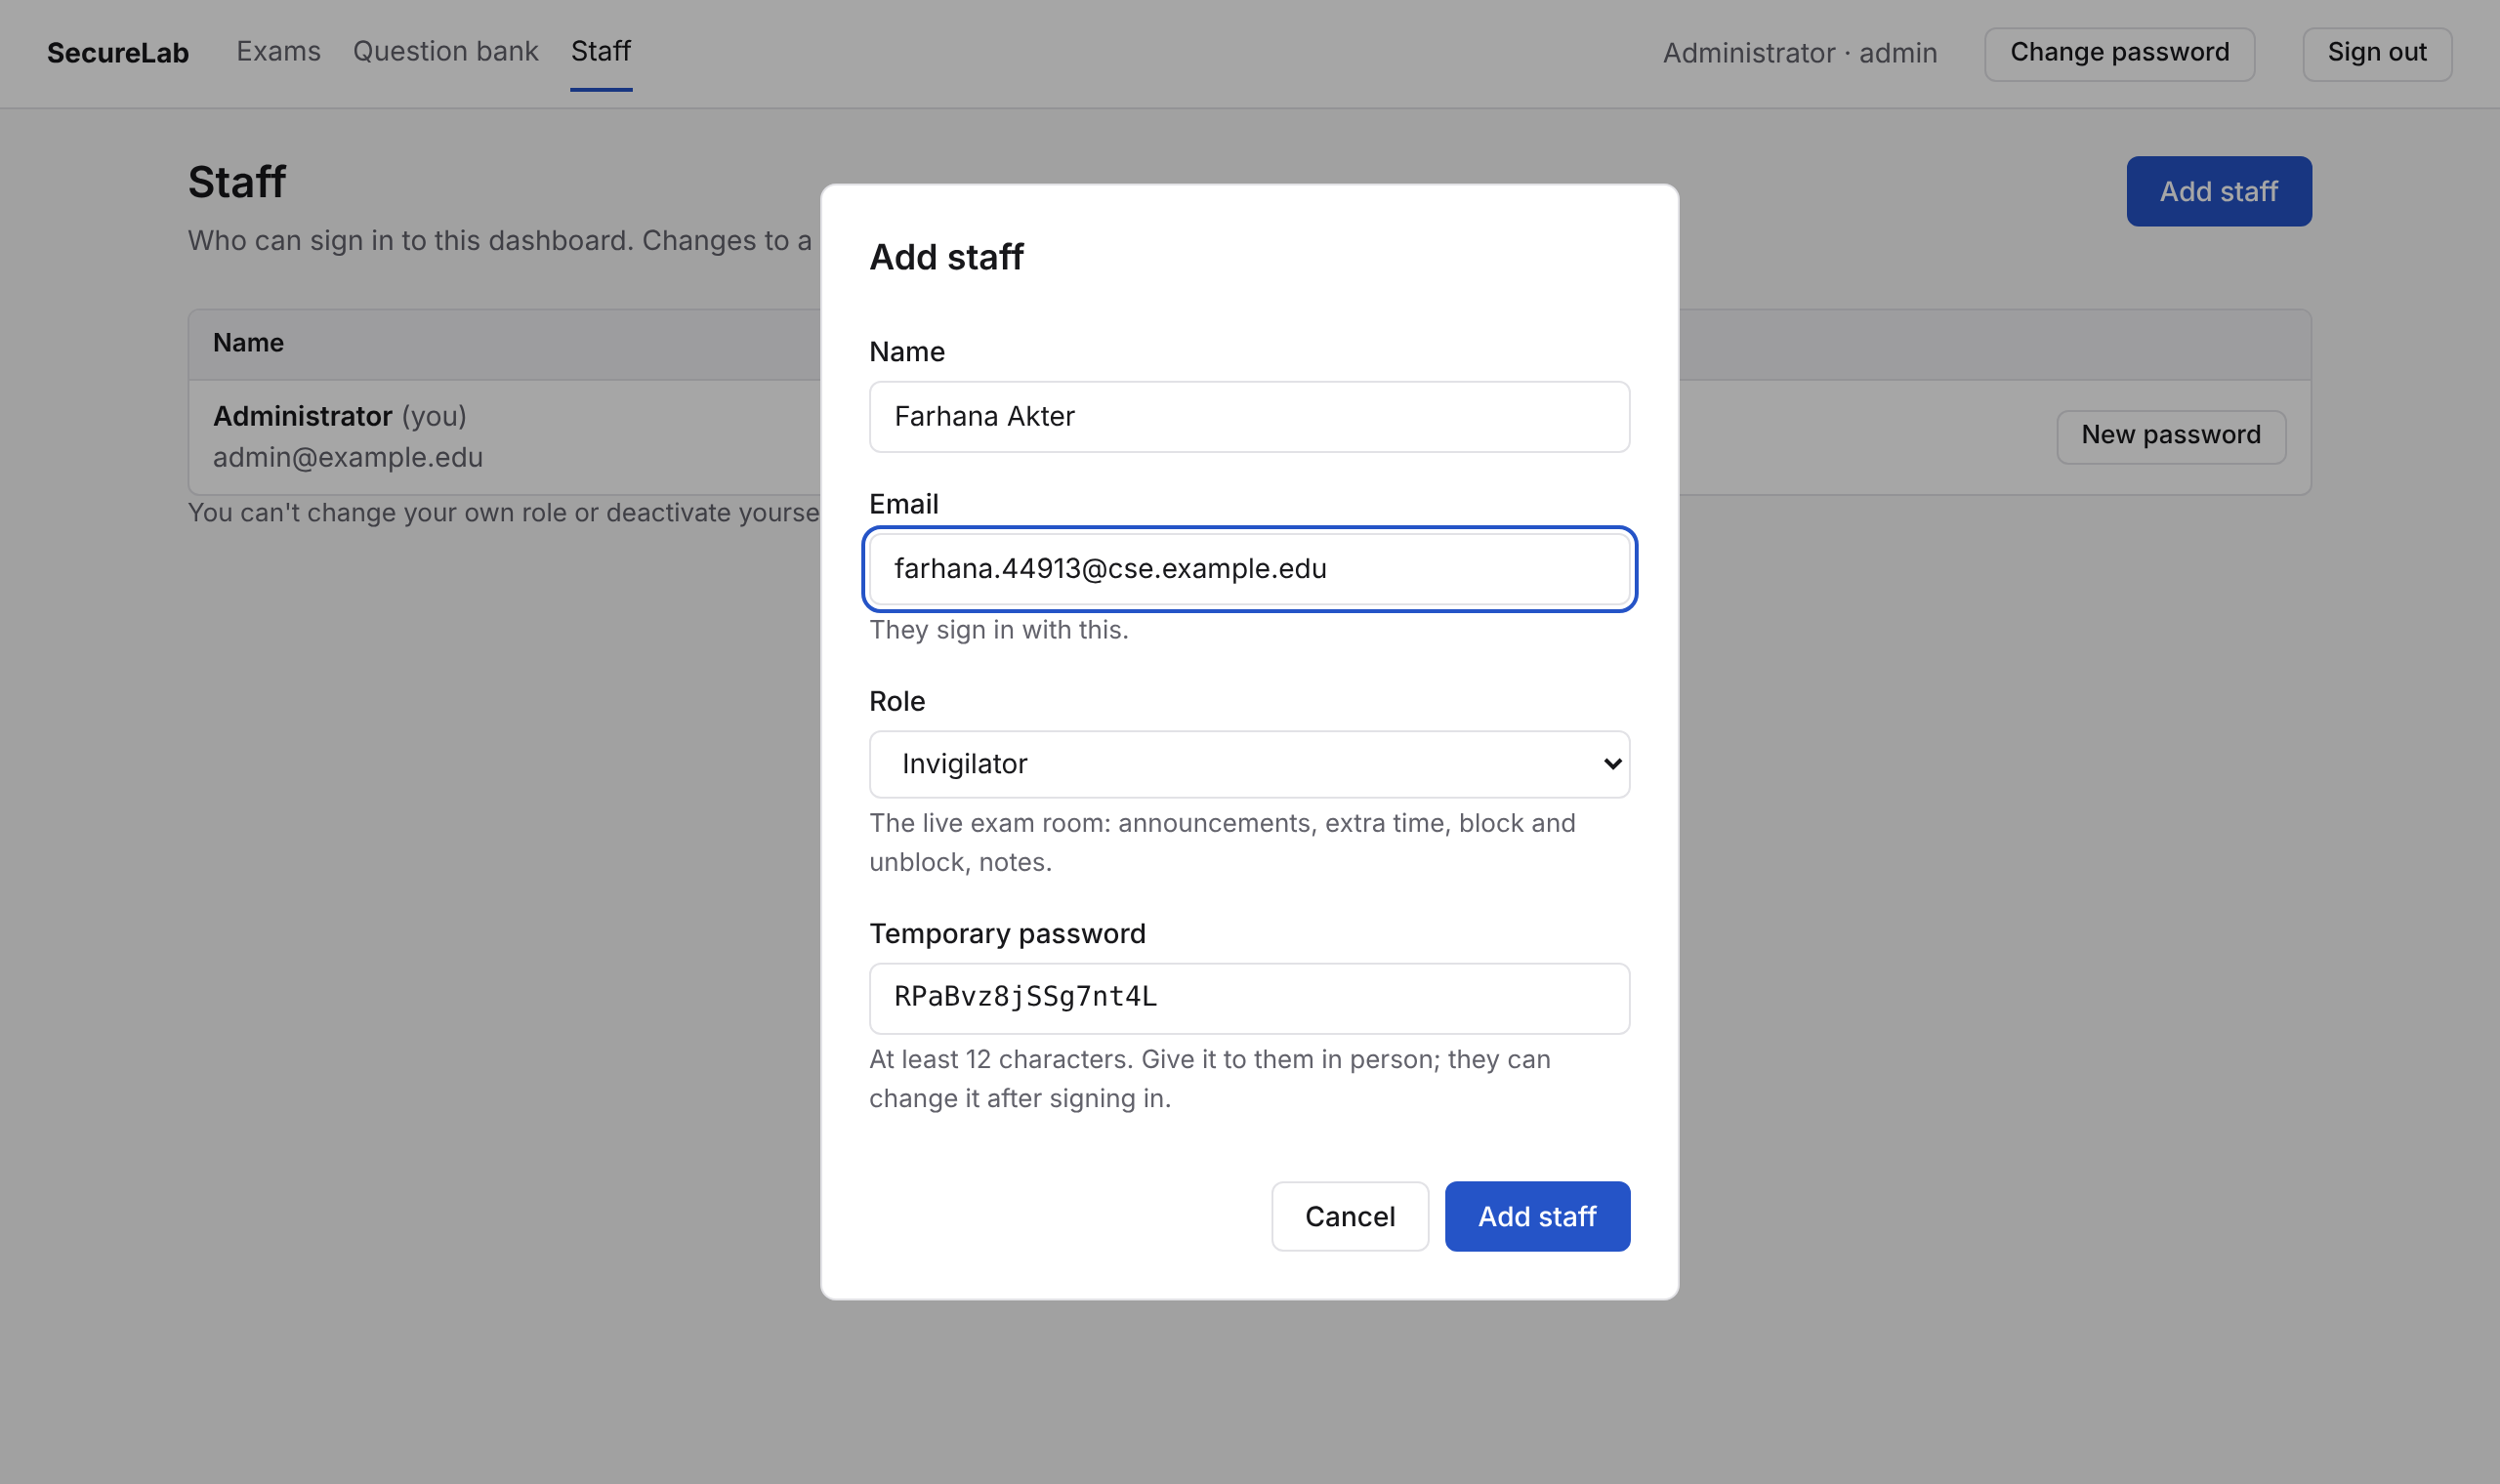 SecureLab Exams Question bank Staff Administrator · admin Change password Sign out
Staff
Add staff
Who can sign in to this dashboard. Changes to a
Name
Administrator (you)
admin@example.edu
New password
You can't change your own role or deactivate yourse
Add staff
Name
Farhana Akter
Email
farhana.44913@cse.example.edu
They sign in with this.
Role
Invigilator
The live exam room: announcements, extra time, block and
unblock, notes.
Temporary password
RPaBvz8jSSg7nt4L
At least 12 characters. Give it to them in person; they can
change it after signing in.
Cancel Add staff